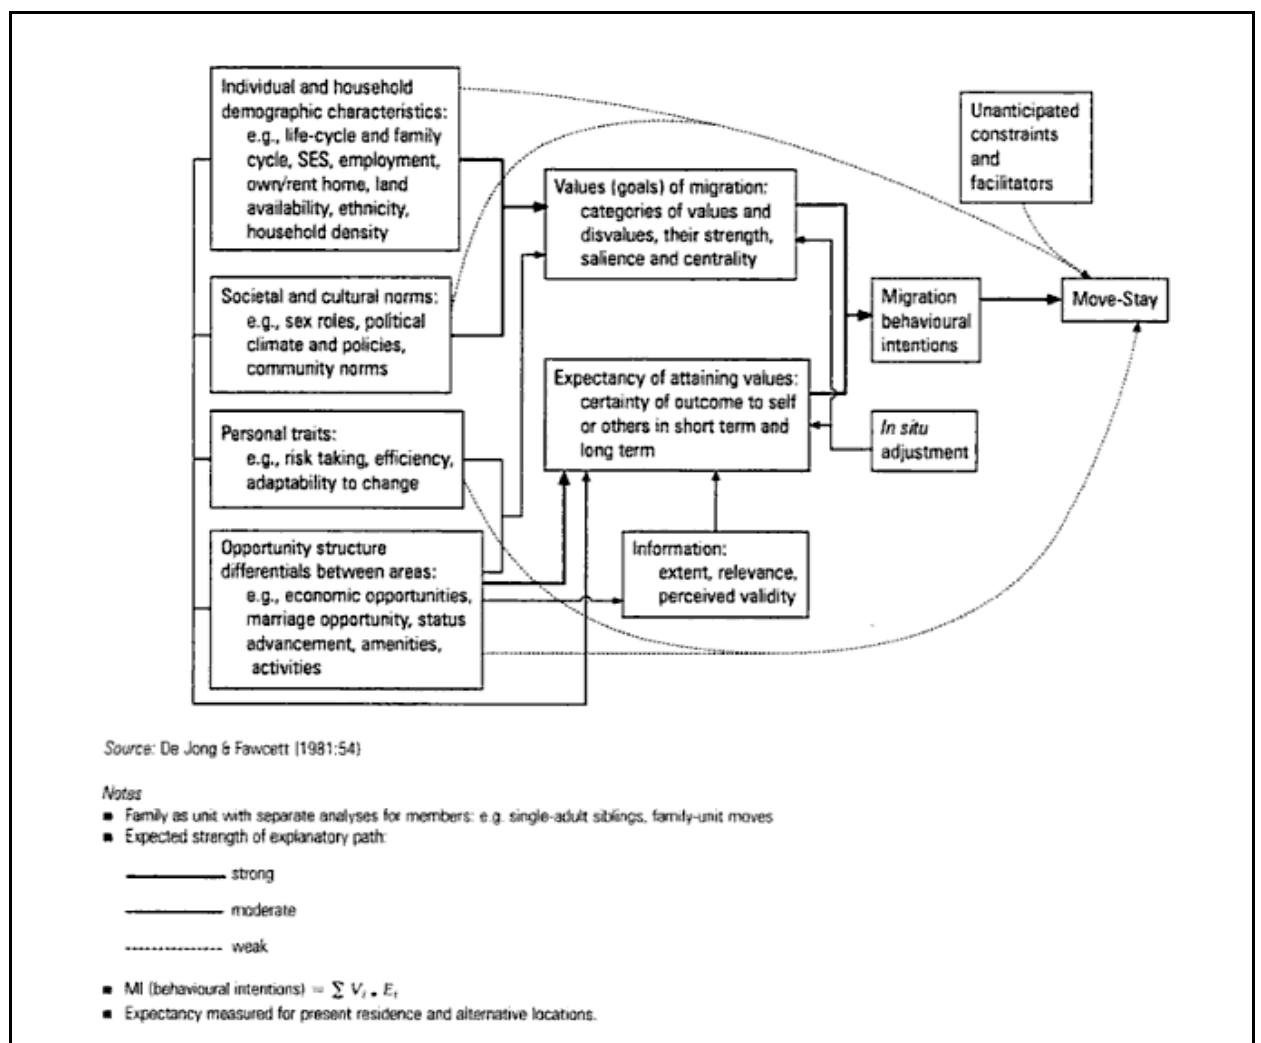 Individual and household
demographic characteristics:
e.g., life-cycle and family
cycle, SES, employment,
own/rent home, land
availability, ethnicity,
household density
Societal and cultural norms:
e.g., sex roles, political
climate and policies,
community norms
Personal traits:
e.g., risk taking, efficiency,
adaptability to change
Opportunity structure
differentials between areas:
e.g., economic opportunities,
marriage opportunity, status
advancement, amenities,
activities
Values (goals) of migration:
categories of values and
disvalues, their strength,
salience and centrality
Expectancy of attaining values:
certainty of outcome to self
or others in short term and
long term
Information:
extent, relevance,
perceived validity
Migration
behavioural
intentions
In situ
adjustment
Unanticipated
constraints
and
facilitators
Move-Stay
Source: De Jong & Fawcett (1981:54)
Notes
■ Family as unit with separate analyses for members: e.g. single-adult siblings, family-unit moves
■ Expected strength of explanatory path:
strong
moderate
weak
■ MI (behavioural intentions) = ∑ Vᵢ . Eᵢ
■ Expectancy measured for present residence and alternative locations.